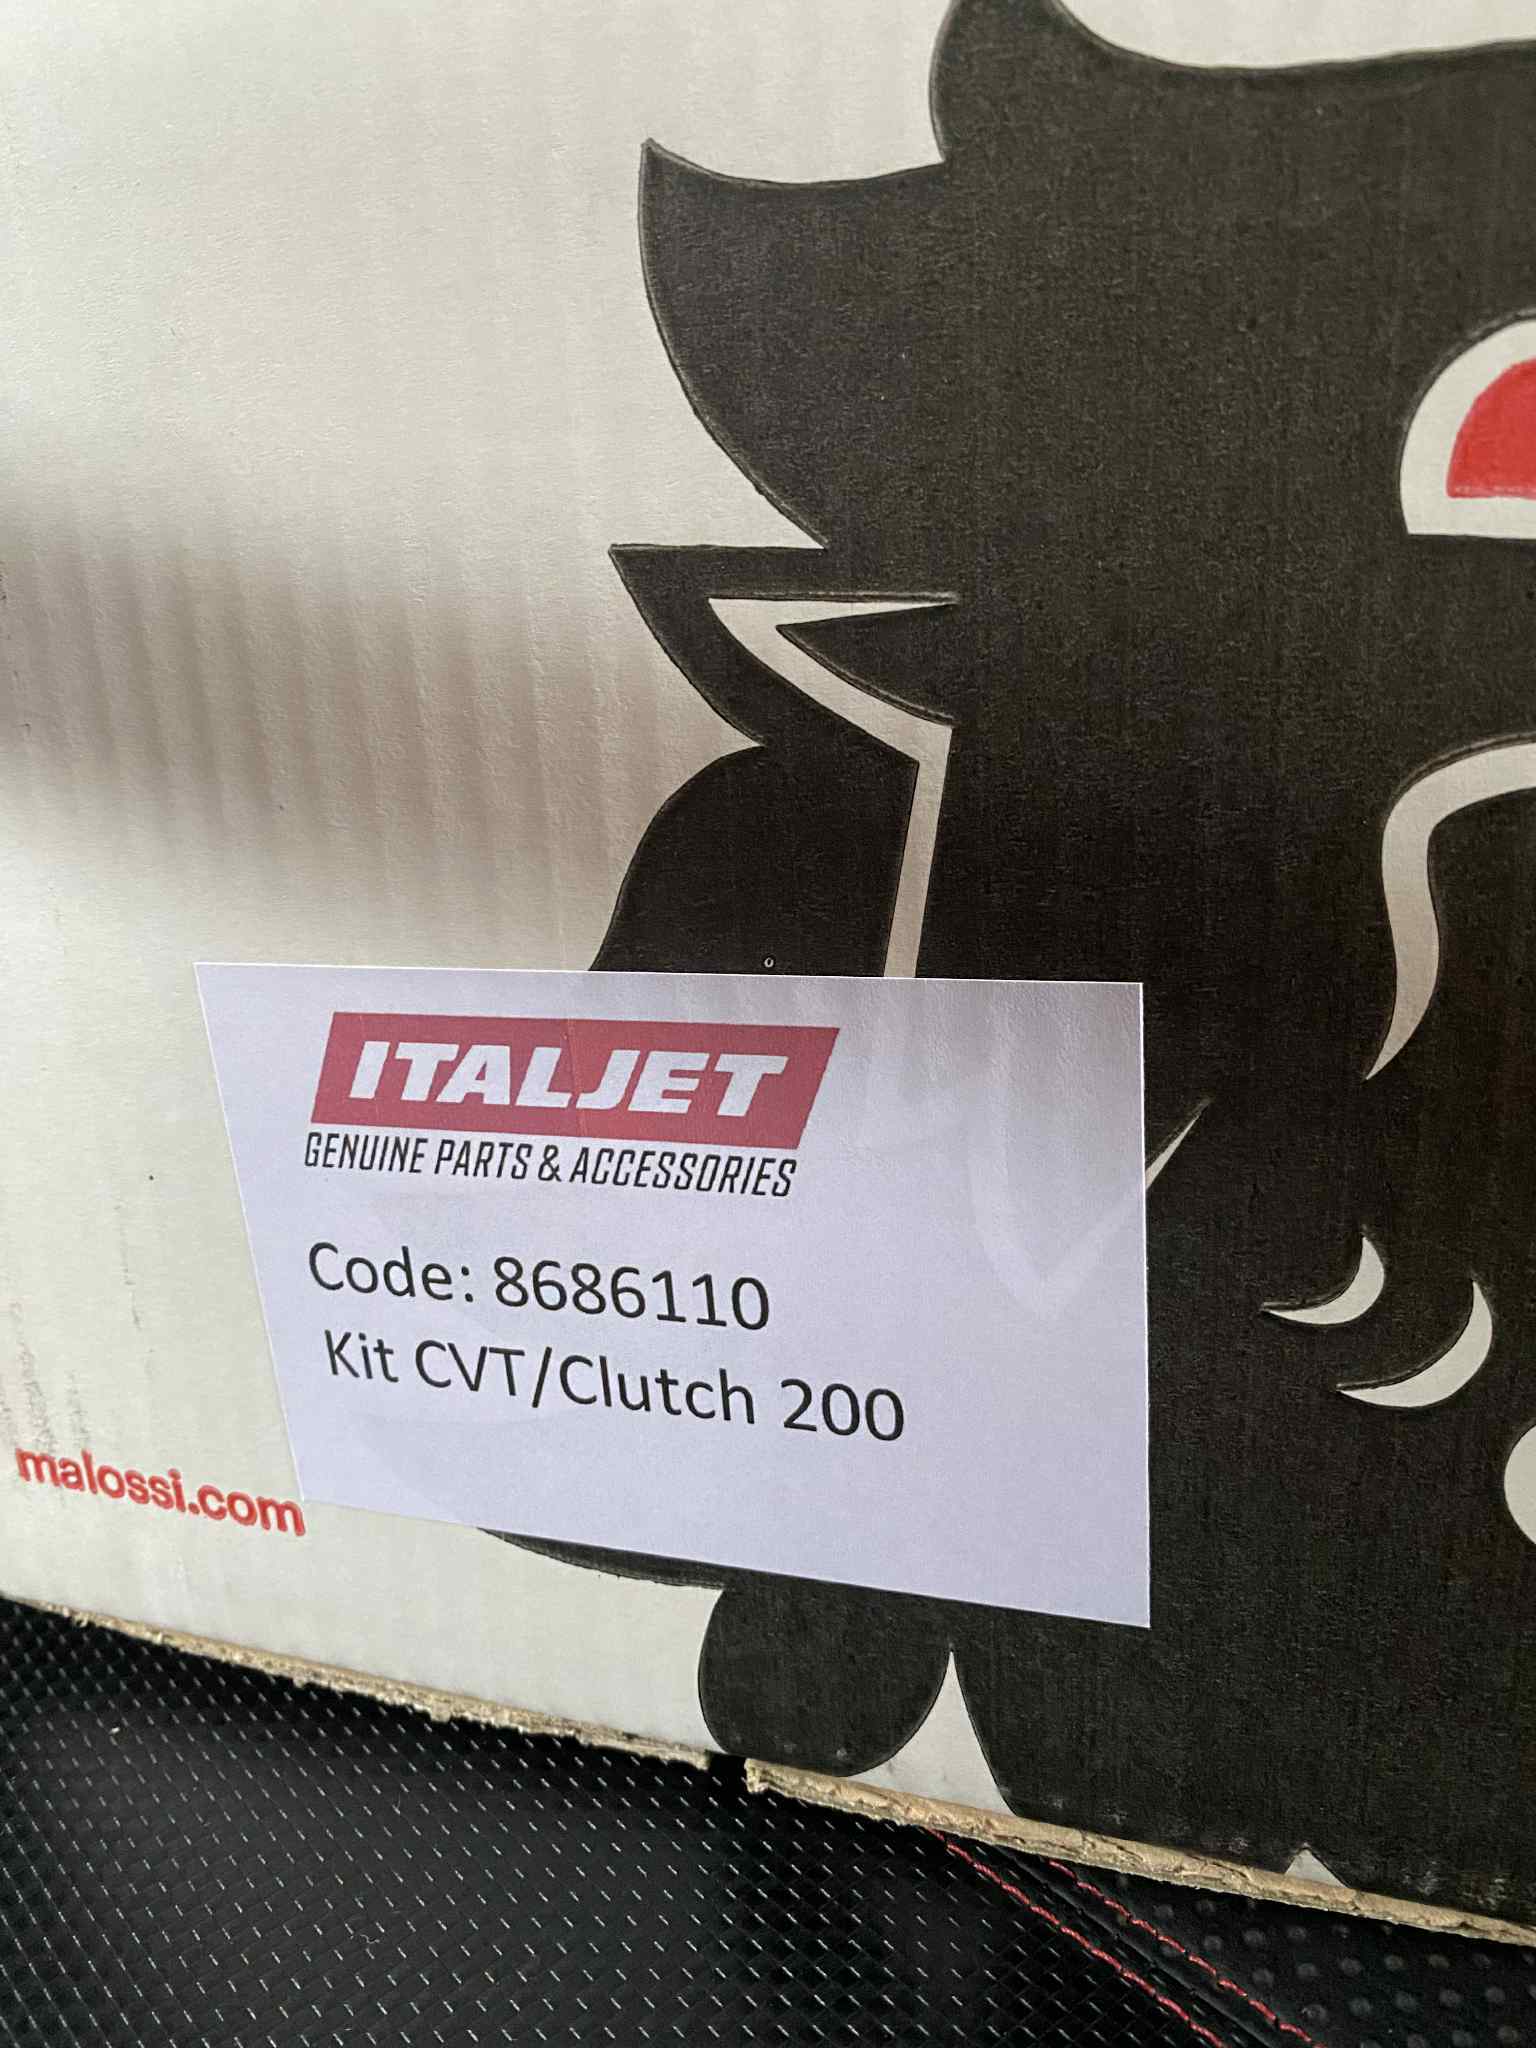 ITALJET
GENUINE PARTS & ACCESSORIES
Code: 8686110
Kit CVT/Clutch 200
malossi.com